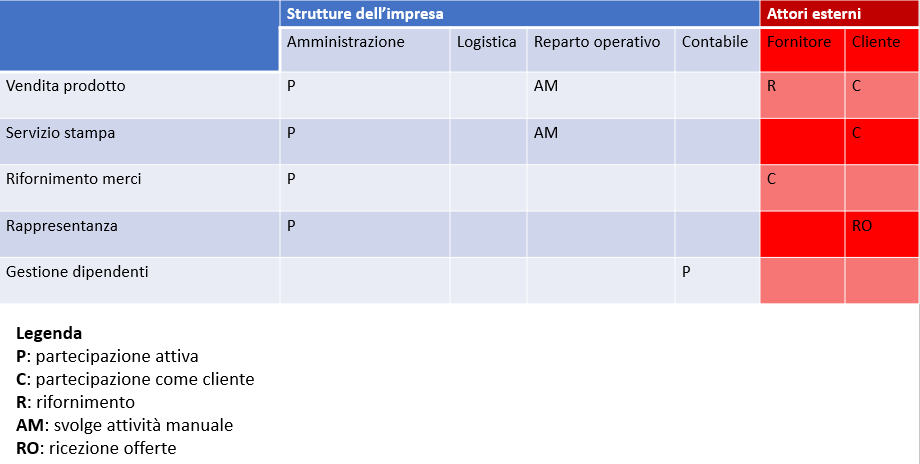 Strutture dell'impresa Attori esterni
Amministrazione Logistica Reparto operativo Contabile Fornitore Cliente
Vendita prodotto P AM R C
Servizio stampa P AM C
Rifornimento merci P C
Rappresentanza P RO
Gestione dipendenti P
Legenda
P: partecipazione attiva
C: partecipazione come cliente
R: rifornimento
AM: svolge attività manuale
RO: ricezione offerte